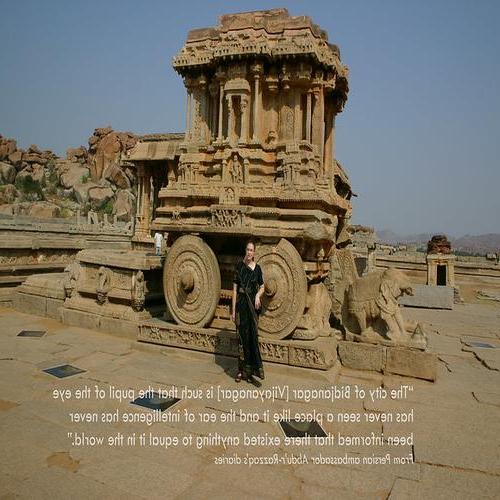 "The city of Bidjanagar [Vijayanagar] is such that the pupil of the eye
has never seen a place like it and the ear of intelligence has never
been informed that there existed anything to equal it in the world.".
From Persian ambassador Abdu'r-Razzaq's diaries